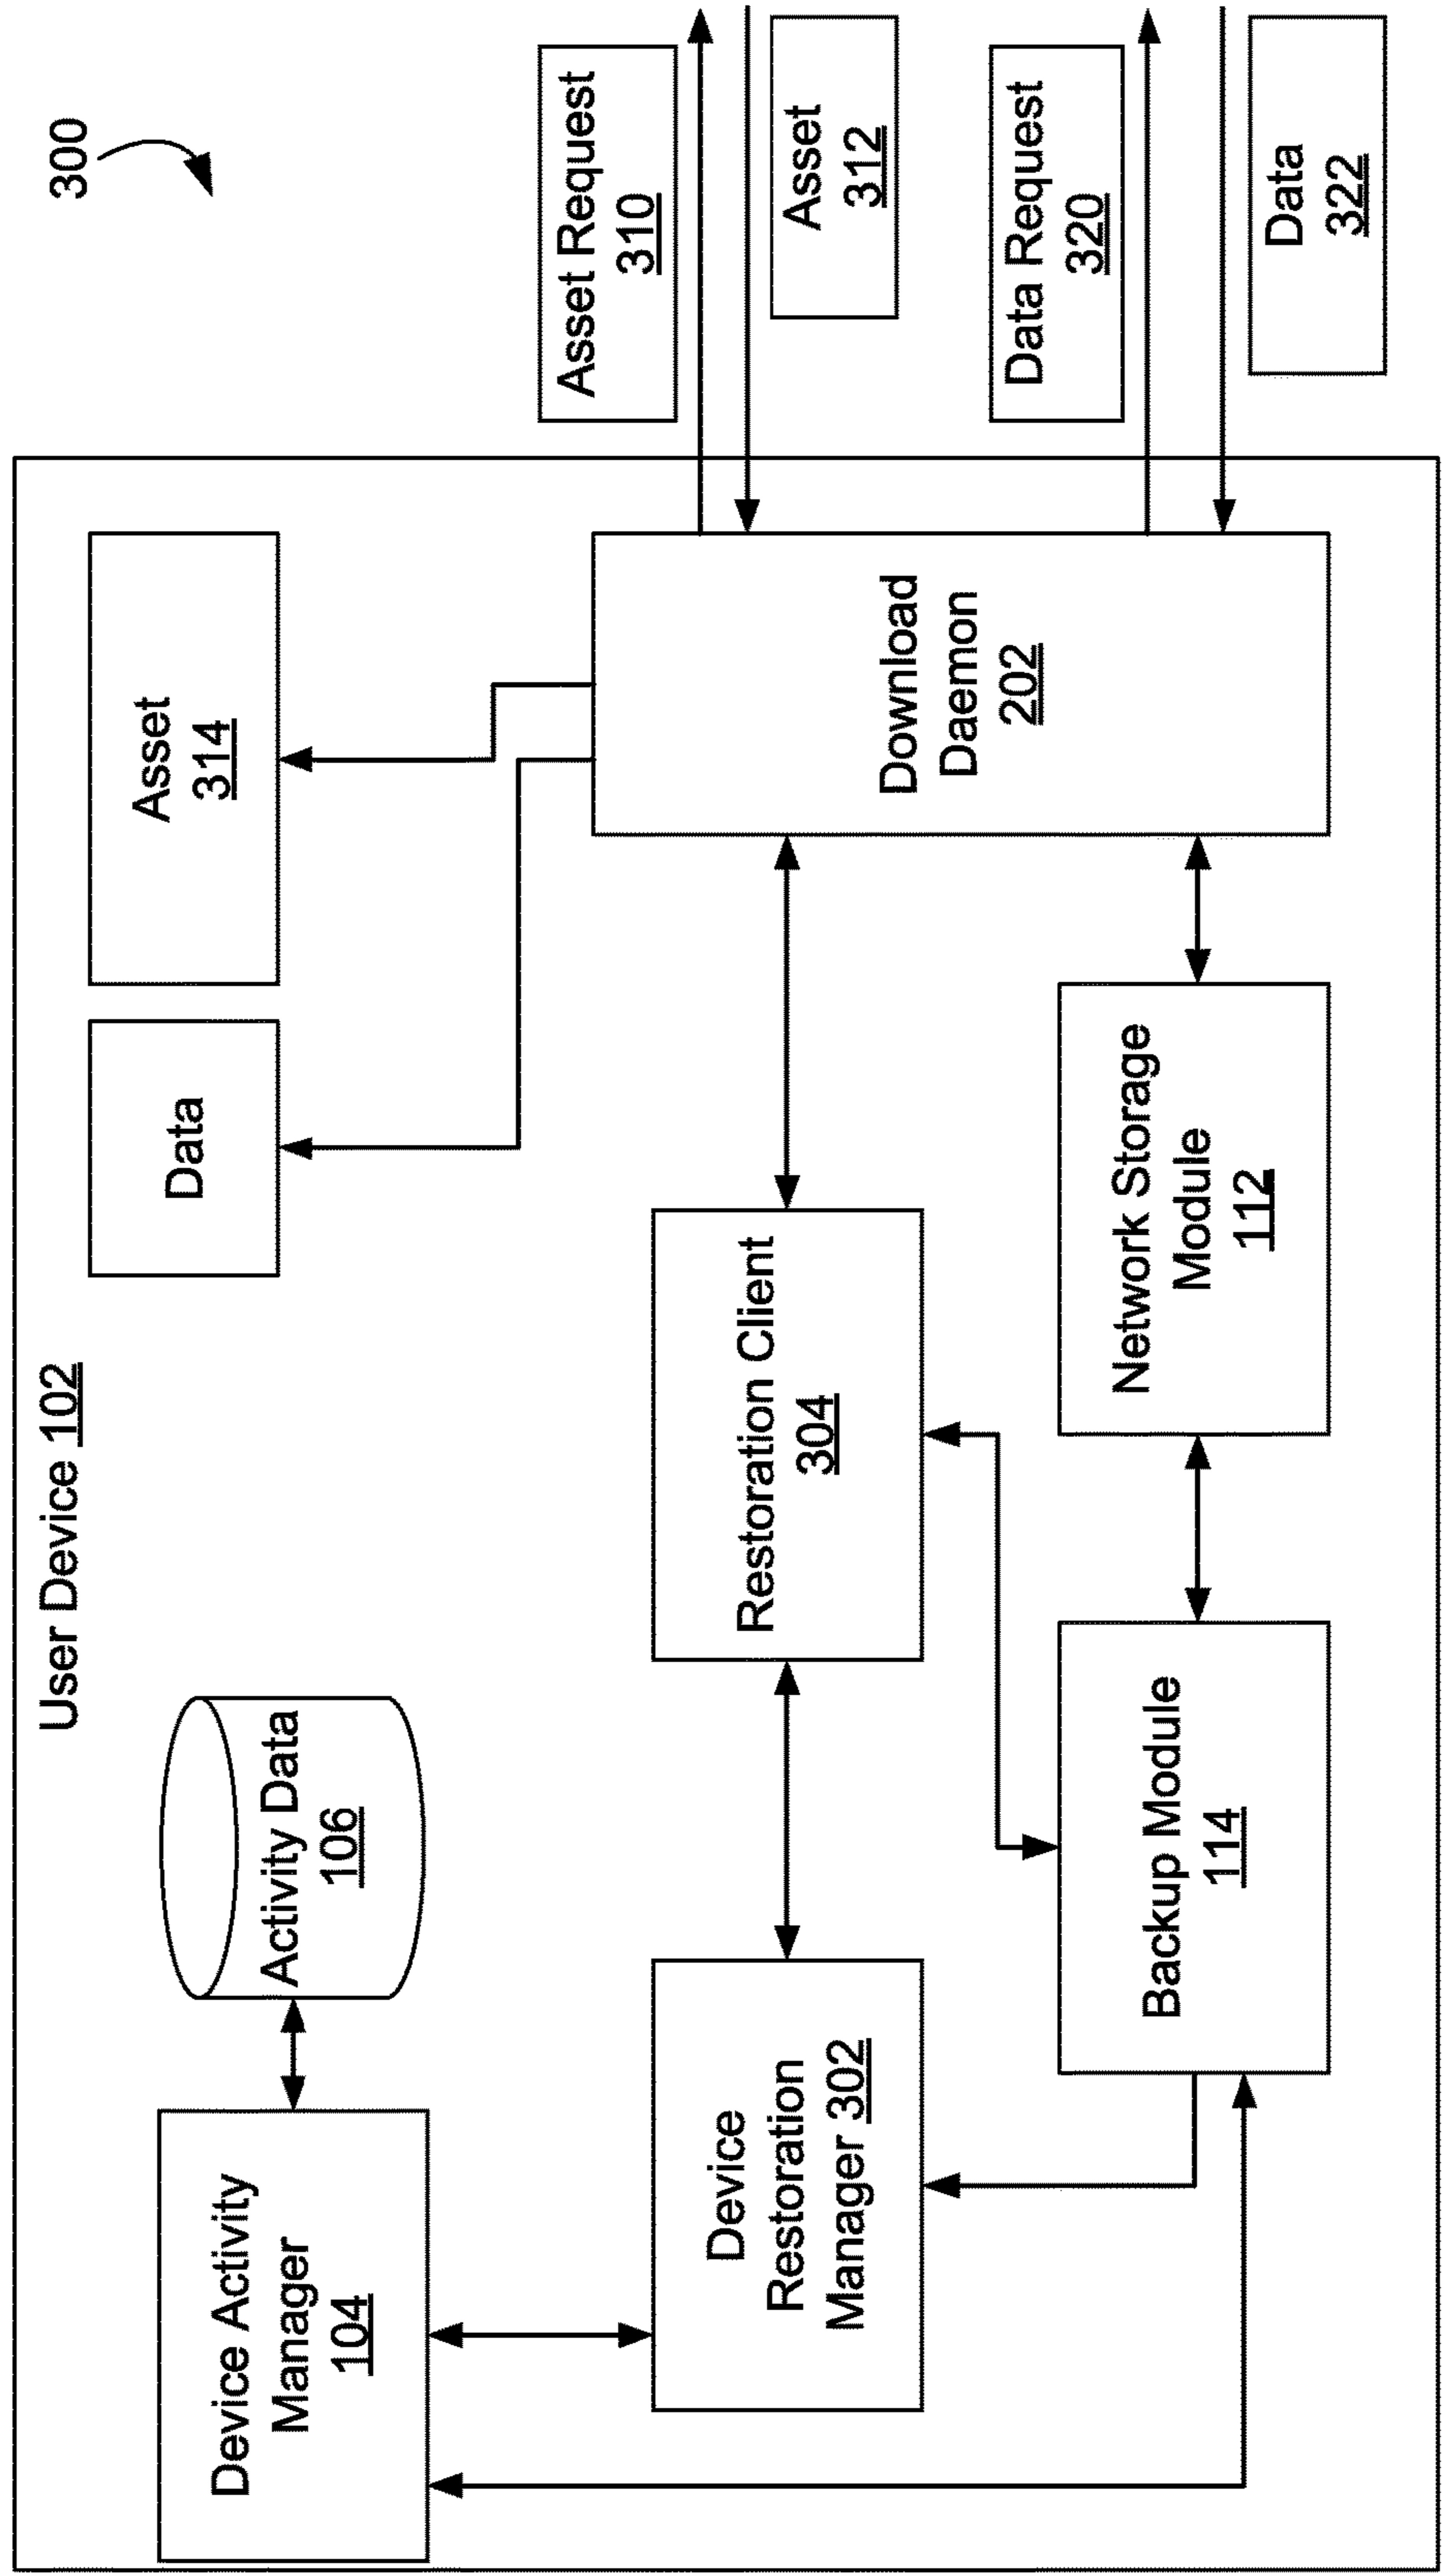 300
User Device 102
Device Activity
Manager
104
Activity Data
106
Data
Asset
314
Asset Request
310
Asset
312
Device
Restoration
Manager 302
Restoration Client
304
Download
Daemon
202
Data Request
320
Data
322
Backup Module
114
Network Storage
Module
112